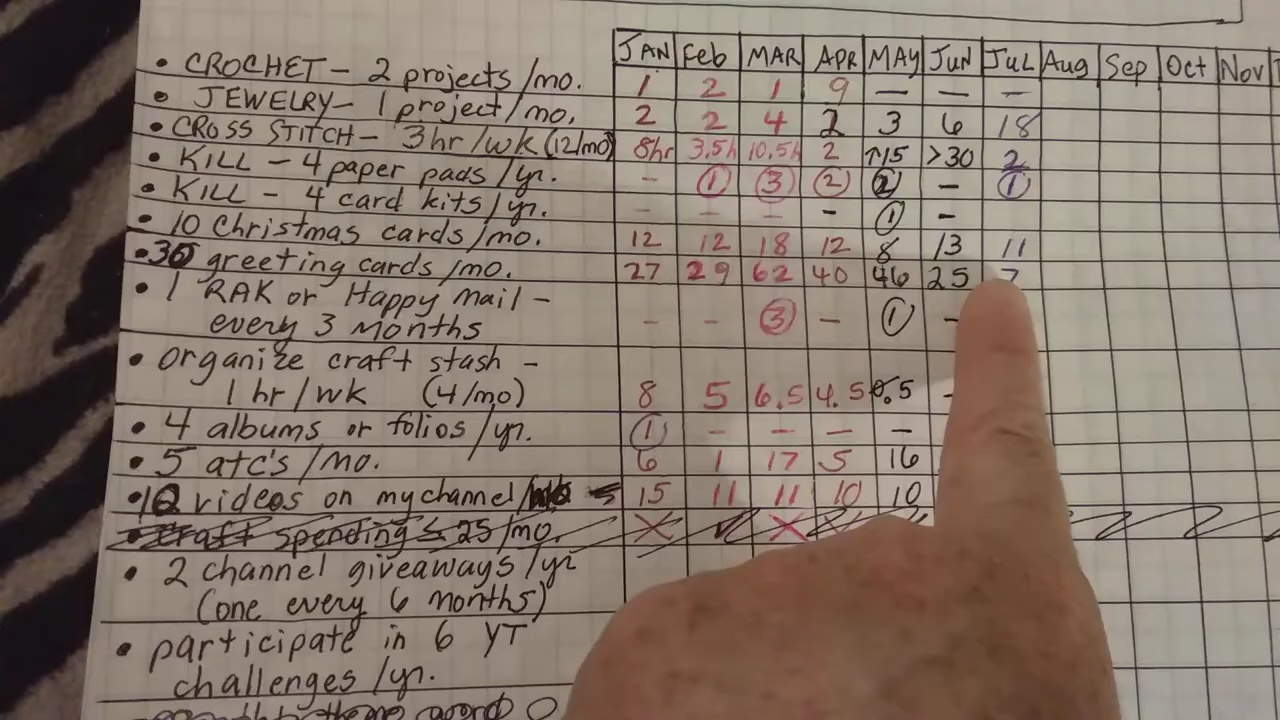 JAN Feb MAR APR MAY JUN JUL Aug Sep Oct Nov
• CROCHET – 2 projects /mo. 1 2 1 9 — — –
• JEWELRY – 1 project/mo. 2 2 4 2 3 6 18
• CROSS STITCH – 3hr/wk (12/mo) 8hr 3.5h 10.5h 2 ↑15 >30 2
• KILL – 4 paper pads /yr. – ① ③ ② ② – ①
• KILL – 4 card kits/yr. – – – – ① –
• 10 Christmas cards/mo. 12 12 18 12 8 13 11
• 30 greeting cards /mo. 27 29 62 40 46 25 7
• 1 RAK or Happy mail –
every 3 months – – ③ – ① –
• organize craft stash –
1 hr/wk (4/mo) 8 5 6.5 4.5 .5 –
• 4 albums or folios /yr. ① – – – –
• 5 atc's /mo. 6 1 17 5 16
• videos on my channel/ 15 11 11 10 10
• craft spending ≤ 25/mo. X ✓ X
• 2 channel giveaways /yr
(one every 6 months)
• participate in 6 YT
challenges /yr.